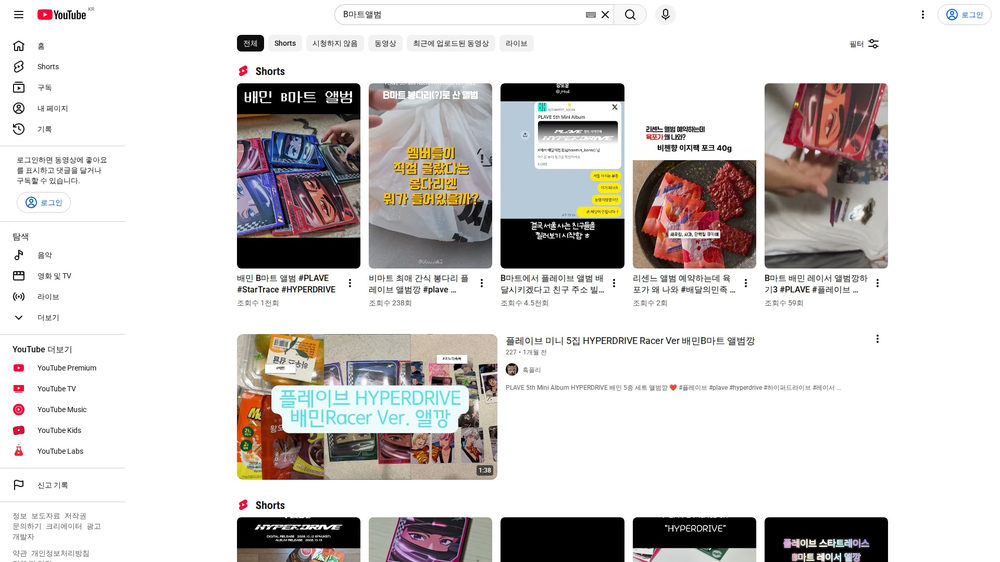 YouTube KR
B마트앨범
로그인
홈
Shorts
구독
내 페이지
기록
로그인하면 동영상에 좋아요
를 표시하고 댓글을 달거나
구독할 수 있습니다.
로그인
탐색
음악
영화 및 TV
라이브
더보기
YouTube 더보기
YouTube Premium
YouTube TV
YouTube Music
YouTube Kids
YouTube Labs
신고 기록
정보 보도자료 저작권
문의하기 크리에이터 광고
개발자
약관 개인정보처리방침
전체 Shorts 시청하지 않음 동영상 최근에 업로드된 동영상 라이브
필터
Shorts
배민 B마트 앨범
B마트 봉다리(?)로 산 앨범
멤버들이
직접 골랐다는
봉다리엔
뭐가 들어있을까?
PLAVE 5th Mini Album
결국 서울 사는 친구들을
리센느 앨범 예약하는데
육포가 왜 나와?
비첸향 이지팩 포크 40g
배민 B마트 앨범 #PLAVE
#StarTrace #HYPERDRIVE
조회수 1천회
비마트 최애 간식 봉다리 플
레이브 앨범깡 #plave ...
조회수 238회
B마트에서 플레이브 앨범 배
달시키겠다고 친구 주소 빌...
조회수 4.5천회
리센느 앨범 예약하는데 육
포가 왜 나와 #배달의민족 ...
조회수 2회
B마트 배민 레이서 앨범깡하
기3 #PLAVE #플레이브 ...
조회수 59회
플레이브 HYPERDRIVE
배민Racer Ver. 앨깡
1:38
플레이브 미니 5집 HYPERDRIVE Racer Ver 배민B마트 앨범깡
227 • 1개월 전
흑플리
PLAVE 5th Mini Album HYPERDRIVE 배민 5종 세트 앨범깡 ❤️ #플레이브 #plave #hyperdrive #하이퍼드라이브 #레이서 ...
Shorts
HYPERDRIVE
"HYPERDRIVE"
플레이브 스타트레이스
B마트 레이서 앨깡